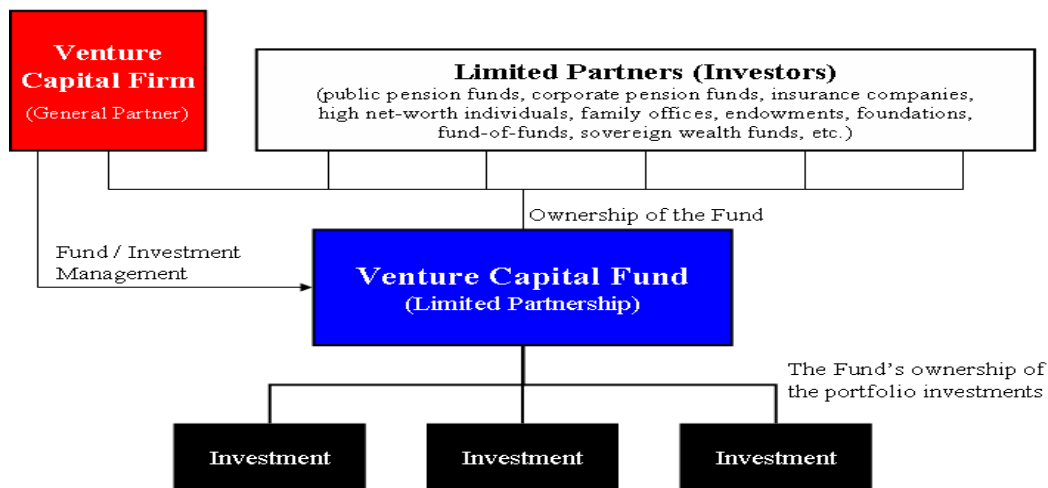 Venture
Capital Firm
(General Partner)
Limited Partners (Investors)
(public pension funds, corporate pension funds, insurance companies,
high net-worth individuals, family offices, endowments, foundations,
fund-of-funds, sovereign wealth funds, etc.)
Ownership of the Fund
Fund / Investment
Management
Venture Capital Fund
(Limited Partnership)
The Fund's ownership of
the portfolio investments
Investment
Investment
Investment